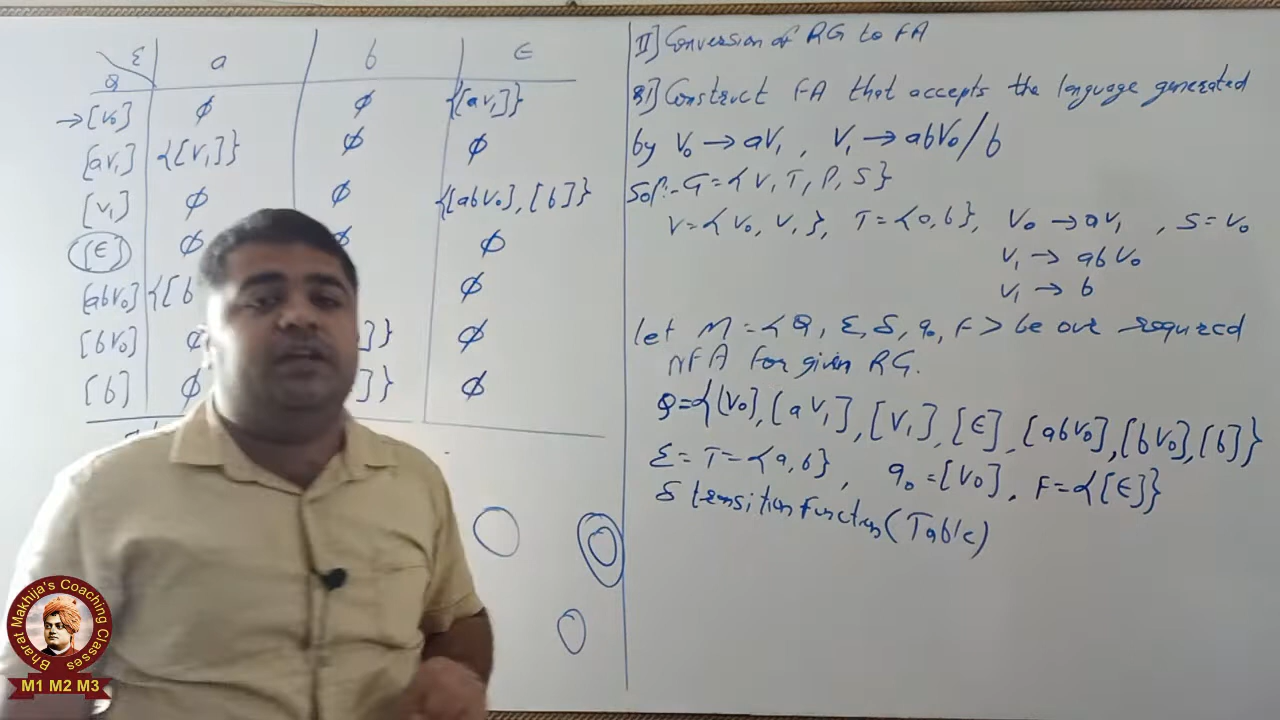 Σ
Q a b ∈
→[V₀] ϕ ϕ {[aV₁]}
[aV₁] {[V₁]} ϕ ϕ
[V₁] ϕ ϕ {[abV₀], [b]}
[∈] ϕ ϕ ϕ
[abV₀] {[b ϕ
[bV₀] ϕ ]} ϕ
[b] ϕ ]} ϕ
II] Conversion of RG to FA
Q1] Construct FA that accepts the language generated
by V₀ → aV₁ , V₁ → abV₀/b
Solⁿ:- G = {V, T, P, S}
V = {V₀, V₁}, T = {a, b}, V₀ → aV₁ , S = V₀
V₁ → abV₀
V₁ → b
let M = < Q, Σ, δ, q₀, F > be our required
NFA for given RG.
Q = {[V₀], [aV₁], [V₁], [∈], [abV₀], [bV₀], [b]}
Σ = T = {a, b} , q₀ = [V₀], F = {[∈]}
δ transition function (Table)
Bharat Makhija's Coaching Classes
M1 M2 M3